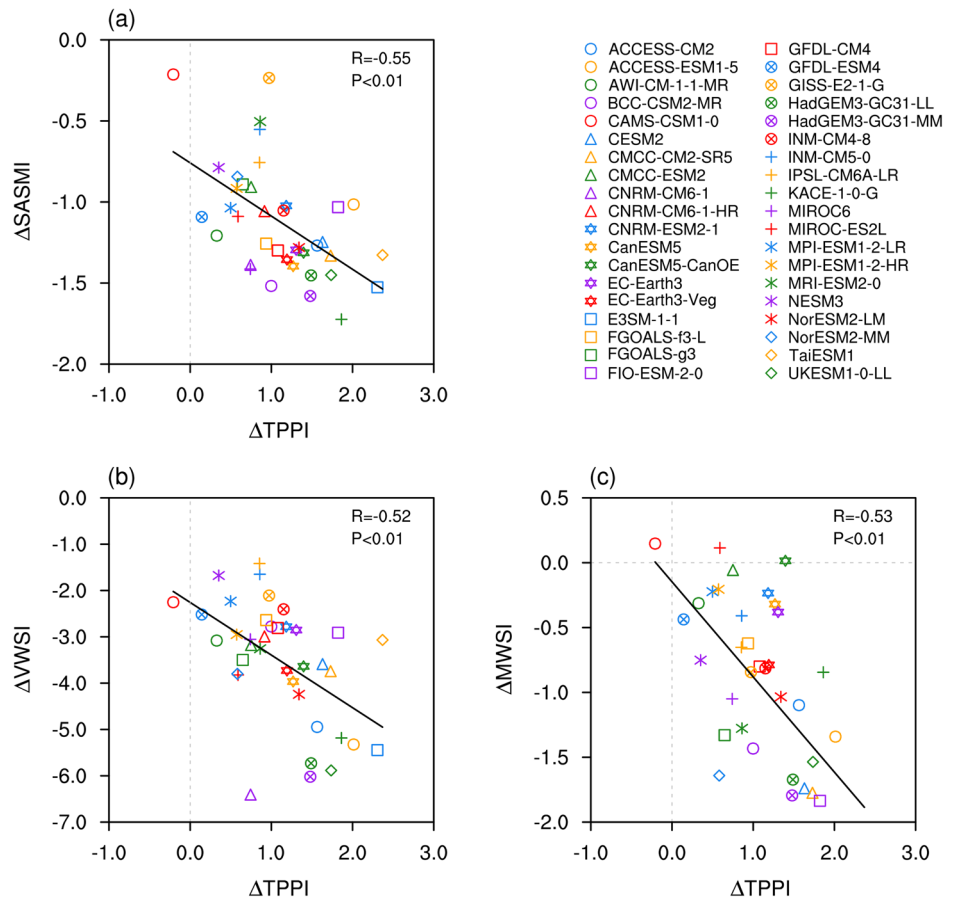 (a)
R=-0.55
P<0.01
0.0
-0.5
-1.0
-1.5
-2.0
ΔSASMI
-1.0 0.0 1.0 2.0 3.0
ΔTPPI
ACCESS-CM2
ACCESS-ESM1-5
AWI-CM-1-1-MR
BCC-CSM2-MR
CAMS-CSM1-0
CESM2
CMCC-CM2-SR5
CMCC-ESM2
CNRM-CM6-1
CNRM-CM6-1-HR
CNRM-ESM2-1
CanESM5
CanESM5-CanOE
EC-Earth3
EC-Earth3-Veg
E3SM-1-1
FGOALS-f3-L
FGOALS-g3
FIO-ESM-2-0
GFDL-CM4
GFDL-ESM4
GISS-E2-1-G
HadGEM3-GC31-LL
HadGEM3-GC31-MM
INM-CM4-8
INM-CM5-0
IPSL-CM6A-LR
KACE-1-0-G
MIROC6
MIROC-ES2L
MPI-ESM1-2-LR
MPI-ESM1-2-HR
MRI-ESM2-0
NESM3
NorESM2-LM
NorESM2-MM
TaiESM1
UKESM1-0-LL
(b)
R=-0.52
P<0.01
0.0
-1.0
-2.0
-3.0
-4.0
-5.0
-6.0
-7.0
ΔVWSI
-1.0 0.0 1.0 2.0 3.0
ΔTPPI
(c)
R=-0.53
P<0.01
0.5
0.0
-0.5
-1.0
-1.5
-2.0
ΔMWSI
-1.0 0.0 1.0 2.0 3.0
ΔTPPI